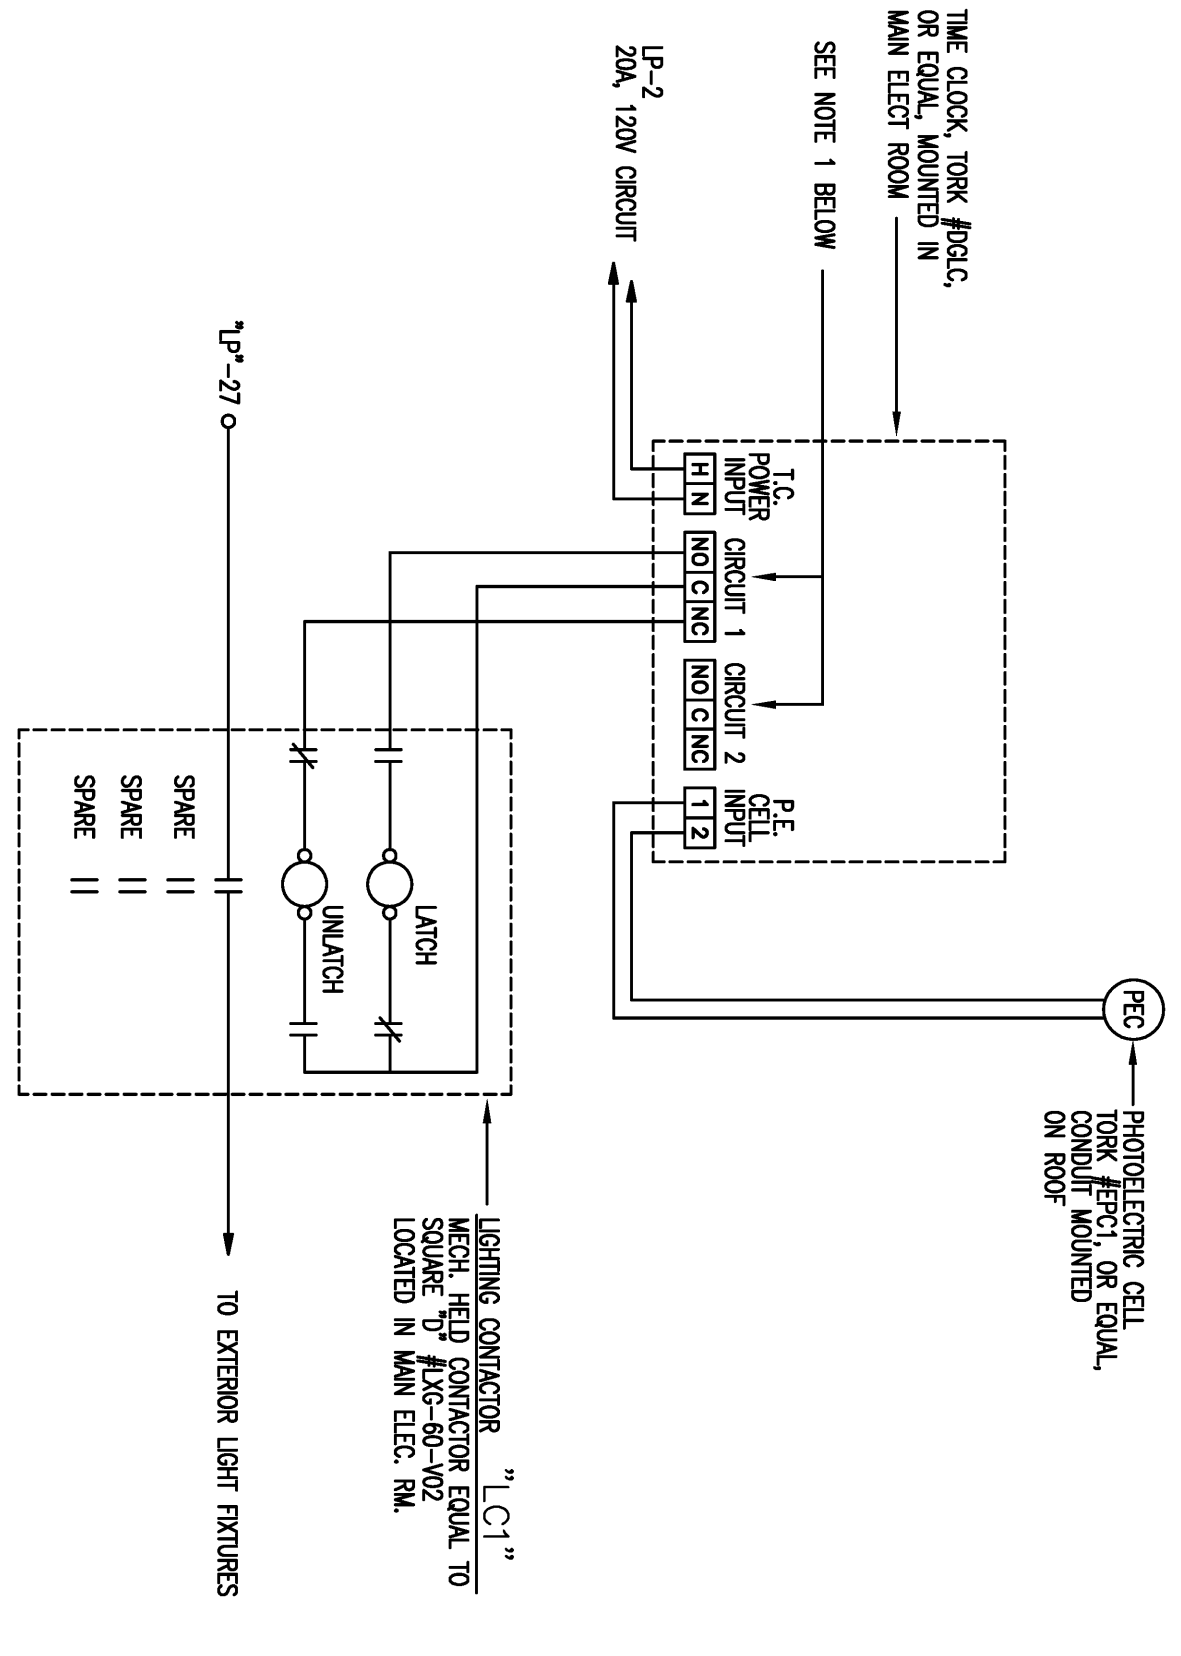 TIME CLOCK, TORK #DGLC,
OR EQUAL, MOUNTED IN
MAIN ELECT ROOM
SEE NOTE 1 BELOW
LP-2
20A, 120V CIRCUIT
PEC
PHOTOELECTRIC CELL
TORK #EPC1, OR EQUAL,
CONDUIT MOUNTED
ON ROOF
T.C.
POWER
INPUT
H N
CIRCUIT 1
NO C NC
CIRCUIT 2
NO C NC
P.E.
CELL
INPUT
1 2
LIGHTING CONTACTOR "LC1"
MECH. HELD CONTACTOR EQUAL TO
SQUARE "D" #LXG-60-V02
LOCATED IN MAIN ELEC. RM.
LATCH
UNLATCH
"LP"-27
TO EXTERIOR LIGHT FIXTURES
SPARE
SPARE
SPARE